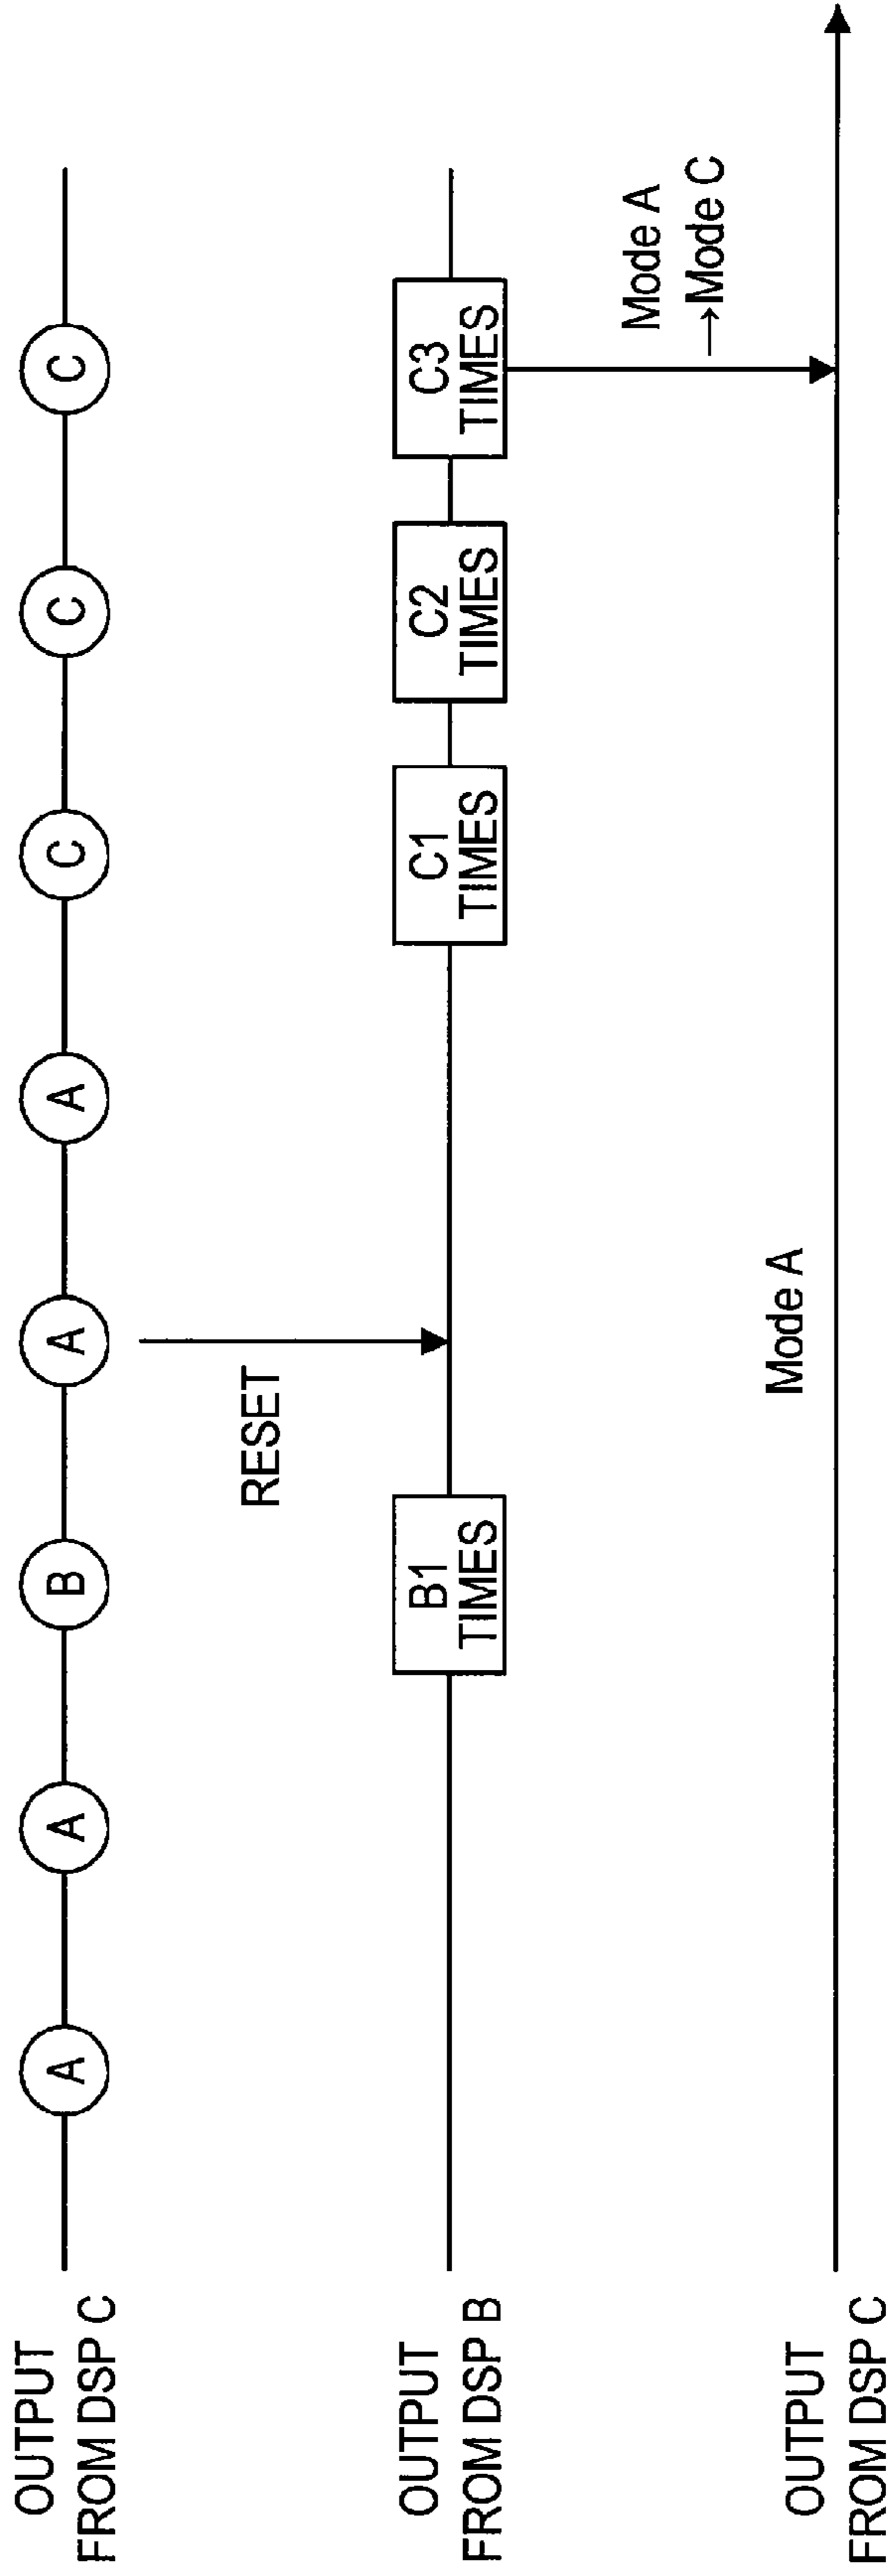 OUTPUT
FROM DSP C
A
A
B
A
A
C
C
C
RESET
OUTPUT
FROM DSP B
B1
TIMES
C1
TIMES
C2
TIMES
C3
TIMES
Mode A
→Mode C
Mode A
OUTPUT
FROM DSP C